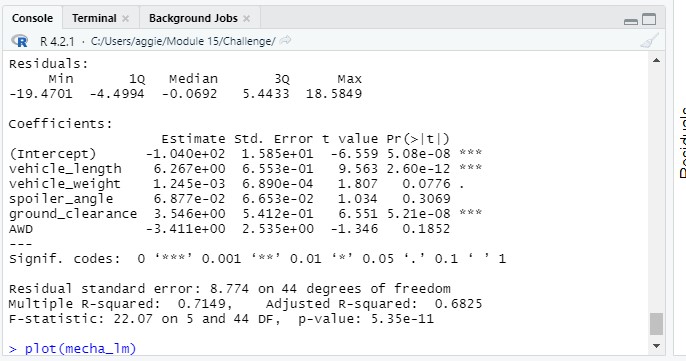 Console Terminal × Background Jobs ×
R R 4.2.1 · C:/Users/aggie/Module 15/Challenge/
Residuals:
     Min       1Q   Median       3Q      Max
-19.4701  -4.4994  -0.0692   5.4433  18.5849
Coefficients:
                   Estimate Std. Error t value Pr(>|t|)
(Intercept)      -1.040e+02  1.585e+01  -6.559 5.08e-08 ***
vehicle_length    6.267e+00  6.553e-01   9.563 2.60e-12 ***
vehicle_weight    1.245e-03  6.890e-04   1.807   0.0776 .
spoiler_angle     6.877e-02  6.653e-02   1.034   0.3069
ground_clearance  3.546e+00  5.412e-01   6.551 5.21e-08 ***
AWD              -3.411e+00  2.535e+00  -1.346   0.1852
---
Signif. codes:  0 ‘***’ 0.001 ‘**’ 0.01 ‘*’ 0.05 ‘.’ 0.1 ‘ ’ 1
Residual standard error: 8.774 on 44 degrees of freedom
Multiple R-squared:  0.7149,    Adjusted R-squared:  0.6825
F-statistic: 22.07 on 5 and 44 DF,  p-value: 5.35e-11
> plot(mecha_lm)
Residuals